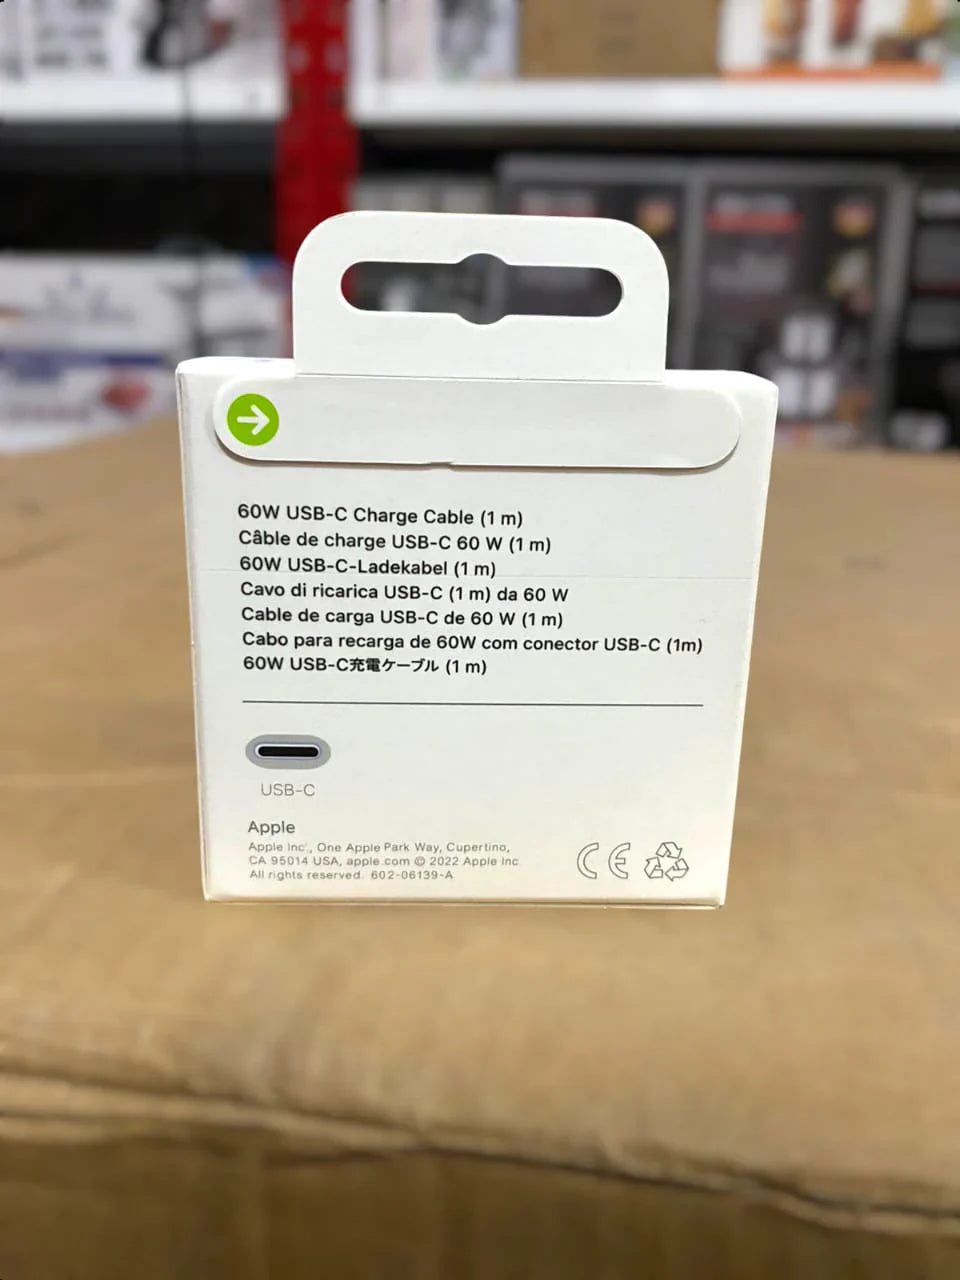 60W USB-C Charge Cable (1 m)
Câble de charge USB-C 60 W (1 m)
60W USB-C-Ladekabel (1 m)
Cavo di ricarica USB-C (1 m) da 60 W
Cable de carga USB-C de 60 W (1 m)
Cabo para recarga de 60W com conector USB-C (1m)
60W USB-C充電ケーブル (1 m)
USB-C
Apple
Apple Inc., One Apple Park Way, Cupertino,
CA 95014 USA, apple.com © 2022 Apple Inc
All rights reserved. 602-06139-A
CE